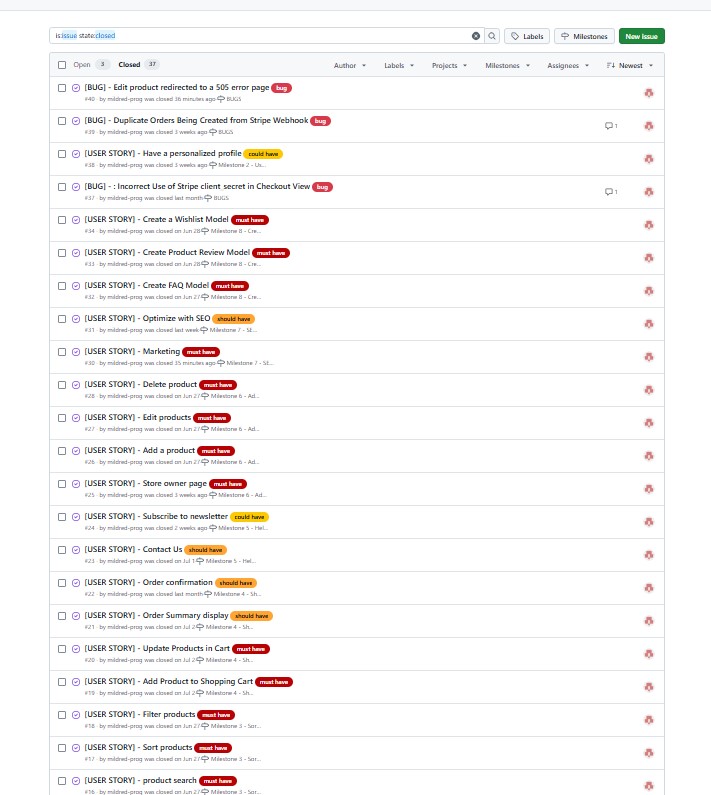 is:issue state:closed
Labels
Milestones
New Issue
Open 3 Closed 37 Author Labels Projects Milestones Assignees Newest
[BUG] - Edit product redirected to a 505 error page bug
#40 · by mildred-prog was closed 36 minutes ago BUGS
[BUG] - Duplicate Orders Being Created from Stripe Webhook bug
#39 · by mildred-prog was closed 3 weeks ago BUGS 1
[USER STORY] - Have a personalized profile could have
#38 · by mildred-prog was closed 3 weeks ago Milestone 2 - Us...
[BUG] - : Incorrect Use of Stripe client_secret in Checkout View bug
#37 · by mildred-prog was closed last month BUGS 1
[USER STORY] - Create a Wishlist Model must have
#34 · by mildred-prog was closed on Jun 28 Milestone 8 - Cre...
[USER STORY] - Create Product Review Model must have
#33 · by mildred-prog was closed on Jun 28 Milestone 8 - Cre...
[USER STORY] - Create FAQ Model must have
#32 · by mildred-prog was closed on Jun 27 Milestone 8 - Cre...
[USER STORY] - Optimize with SEO should have
#31 · by mildred-prog was closed last week Milestone 7 - SE...
[USER STORY] - Marketing must have
#30 · by mildred-prog was closed 35 minutes ago Milestone 7 - SE...
[USER STORY] - Delete product must have
#28 · by mildred-prog was closed on Jun 27 Milestone 6 - Ad...
[USER STORY] - Edit products must have
#27 · by mildred-prog was closed on Jun 27 Milestone 6 - Ad...
[USER STORY] - Add a product must have
#26 · by mildred-prog was closed on Jun 27 Milestone 6 - Ad...
[USER STORY] - Store owner page must have
#25 · by mildred-prog was closed 3 weeks ago Milestone 6 - Ad...
[USER STORY] - Subscribe to newsletter could have
#24 · by mildred-prog was closed 2 weeks ago Milestone 5 - Hel...
[USER STORY] - Contact Us should have
#23 · by mildred-prog was closed on Jul 1 Milestone 5 - Hel...
[USER STORY] - Order confirmation should have
#22 · by mildred-prog was closed last month Milestone 4 - Sh...
[USER STORY] - Order Summary display should have
#21 · by mildred-prog was closed on Jul 2 Milestone 4 - Sh...
[USER STORY] - Update Products in Cart must have
#20 · by mildred-prog was closed on Jul 2 Milestone 4 - Sh...
[USER STORY] - Add Product to Shopping Cart must have
#19 · by mildred-prog was closed on Jul 2 Milestone 4 - Sh...
[USER STORY] - Filter products must have
#18 · by mildred-prog was closed on Jun 27 Milestone 3 - Sor...
[USER STORY] - Sort products must have
#17 · by mildred-prog was closed on Jun 27 Milestone 3 - Sor...
[USER STORY] - product search must have
#16 · by mildred-prog was closed on Jun 27 Milestone 3 - Sor...